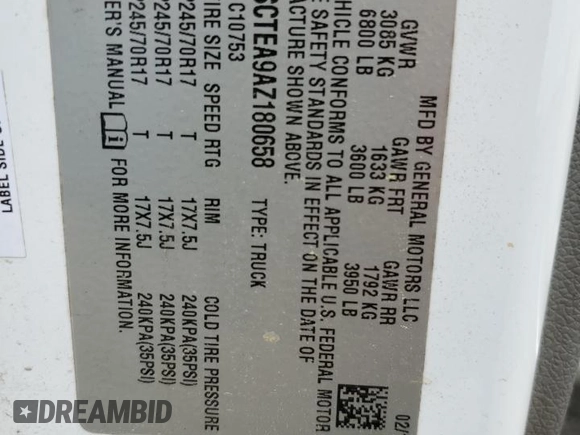 MFD BY GENERAL MOTORS LLC
02/
GVWR GAWR FRT GAWR RR
3085 KG 1633 KG 1792 KG
6800 LB 3600 LB 3950 LB
VEHICLE CONFORMS TO ALL APPLICABLE U.S. FEDERAL MOTOR
SAFETY STANDARDS IN EFFECT ON THE DATE OF
SHOWN ABOVE.
CTEA9AZ180658 TYPE: TRUCK
C10753
SIZE SPEED RTG RIM COLD TIRE PRESSURE
245/70R17 T 17X7.5J 240KPA(35PSI)
245/70R17 T 17X7.5J 240KPA(35PSI)
245/70R17 T 17X7.5J 240KPA(35PSI)
MANUAL FOR MORE INFORMATION.
LABEL SIDE
DREAMBID